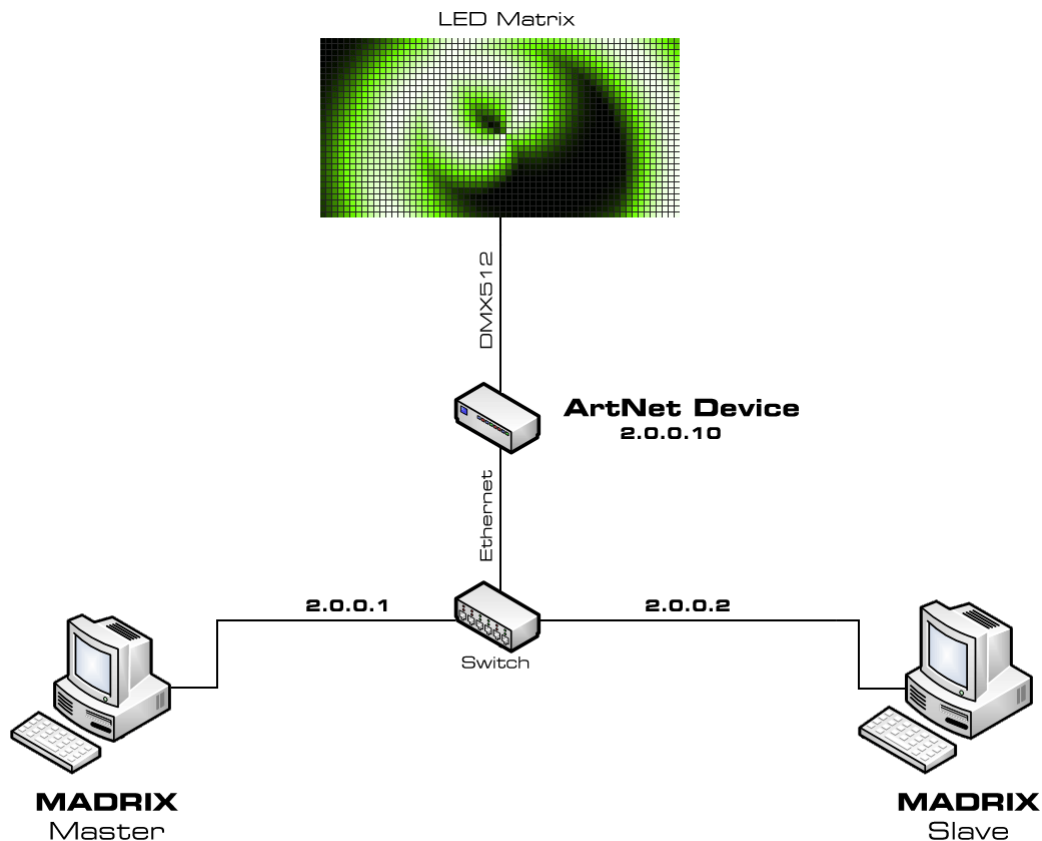 LED Matrix
DMX512
ArtNet Device
2.0.0.10
Ethernet
2.0.0.1
2.0.0.2
Switch
MADRIX
Master
MADRIX
Slave